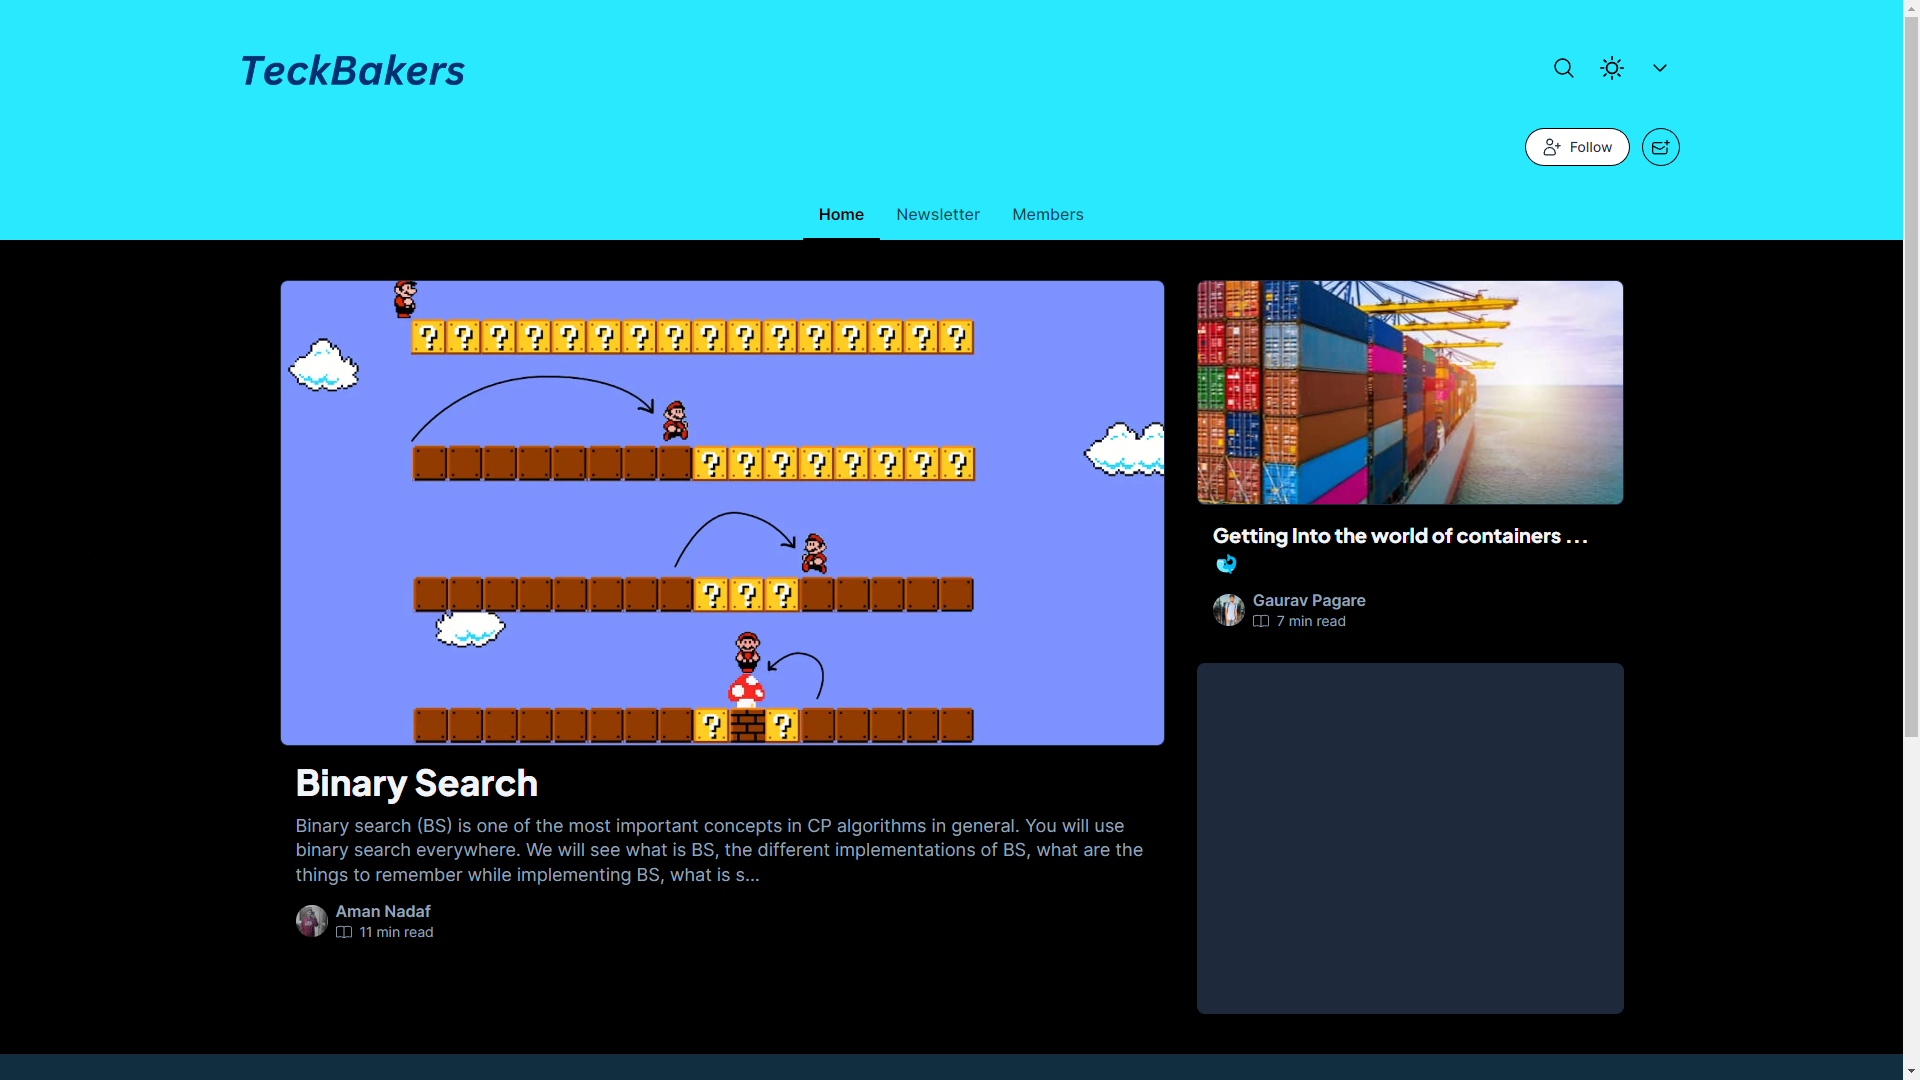 TeckBakers
Follow
Home
Newsletter
Members
? ? ? ? ? ? ? ? ? ? ? ? ? ? ? ?
? ? ? ? ? ? ? ?
? ? ?
? ?
Binary Search
Binary search (BS) is one of the most important concepts in CP algorithms in general. You will use
binary search everywhere. We will see what is BS, the different implementations of BS, what are the
things to remember while implementing BS, what is s...
Aman Nadaf
11 min read
Getting Into the world of containers ...
Gaurav Pagare
7 min read